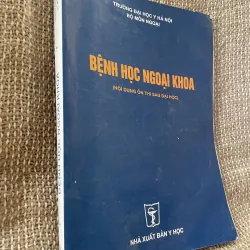 TRƯỜNG ĐẠI HỌC Y HÀ NỘI
BỘ MÔN NGOẠI
BỆNH HỌC NGOẠI KHOA
(NỘI DUNG ÔN THI SAU ĐẠI HỌC)
NHÀ XUẤT BẢN Y HỌC